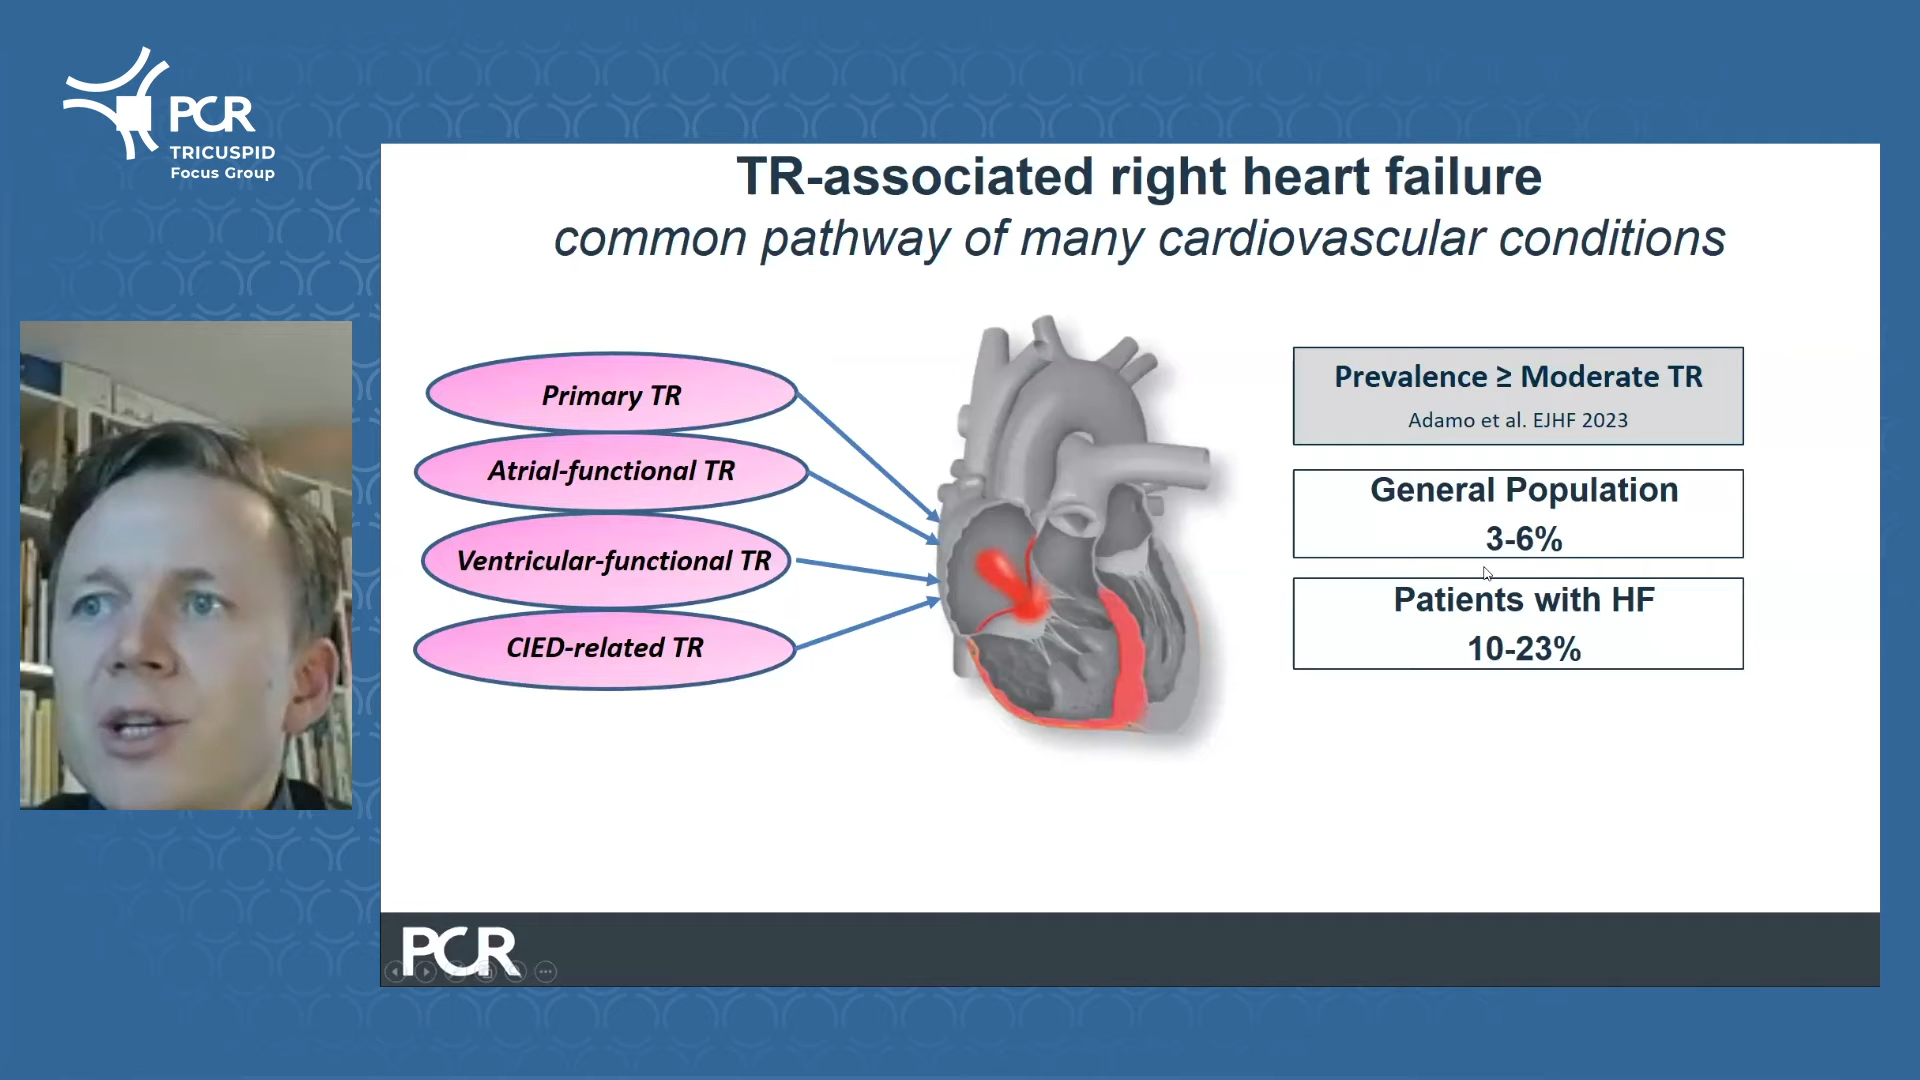 PCR
TRICUSPID
Focus Group
TR-associated right heart failure
common pathway of many cardiovascular conditions
Primary TR
Atrial-functional TR
Ventricular-functional TR
CIED-related TR
Prevalence ≥ Moderate TR
Adamo et al. EJHF 2023
General Population
3-6%
Patients with HF
10-23%
PCR